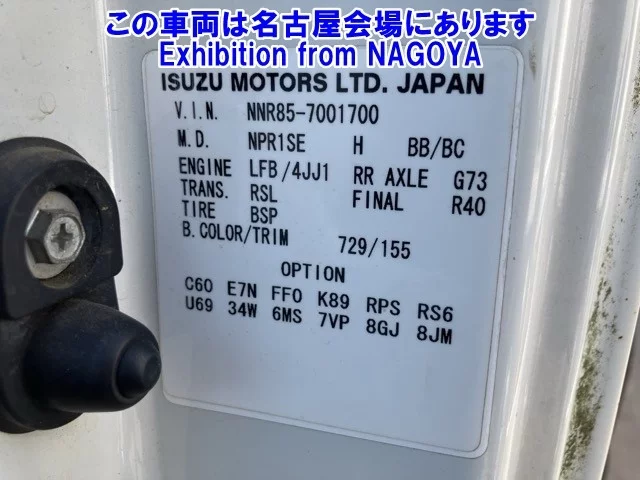 この車両は名古屋会場にあります
Exhibition from NAGOYA
ISUZU MOTORS LTD. JAPAN
V.I.N. NNR85-7001700
M.D. NPR1SE H BB/BC
ENGINE LFB/4JJ1 RR AXLE G73
TRANS. RSL FINAL R40
TIRE BSP
B.COLOR/TRIM 729/155
OPTION
C60 E7N FF0 K89 RPS RS6
U69 34W 6MS 7VP 8GJ 8JM